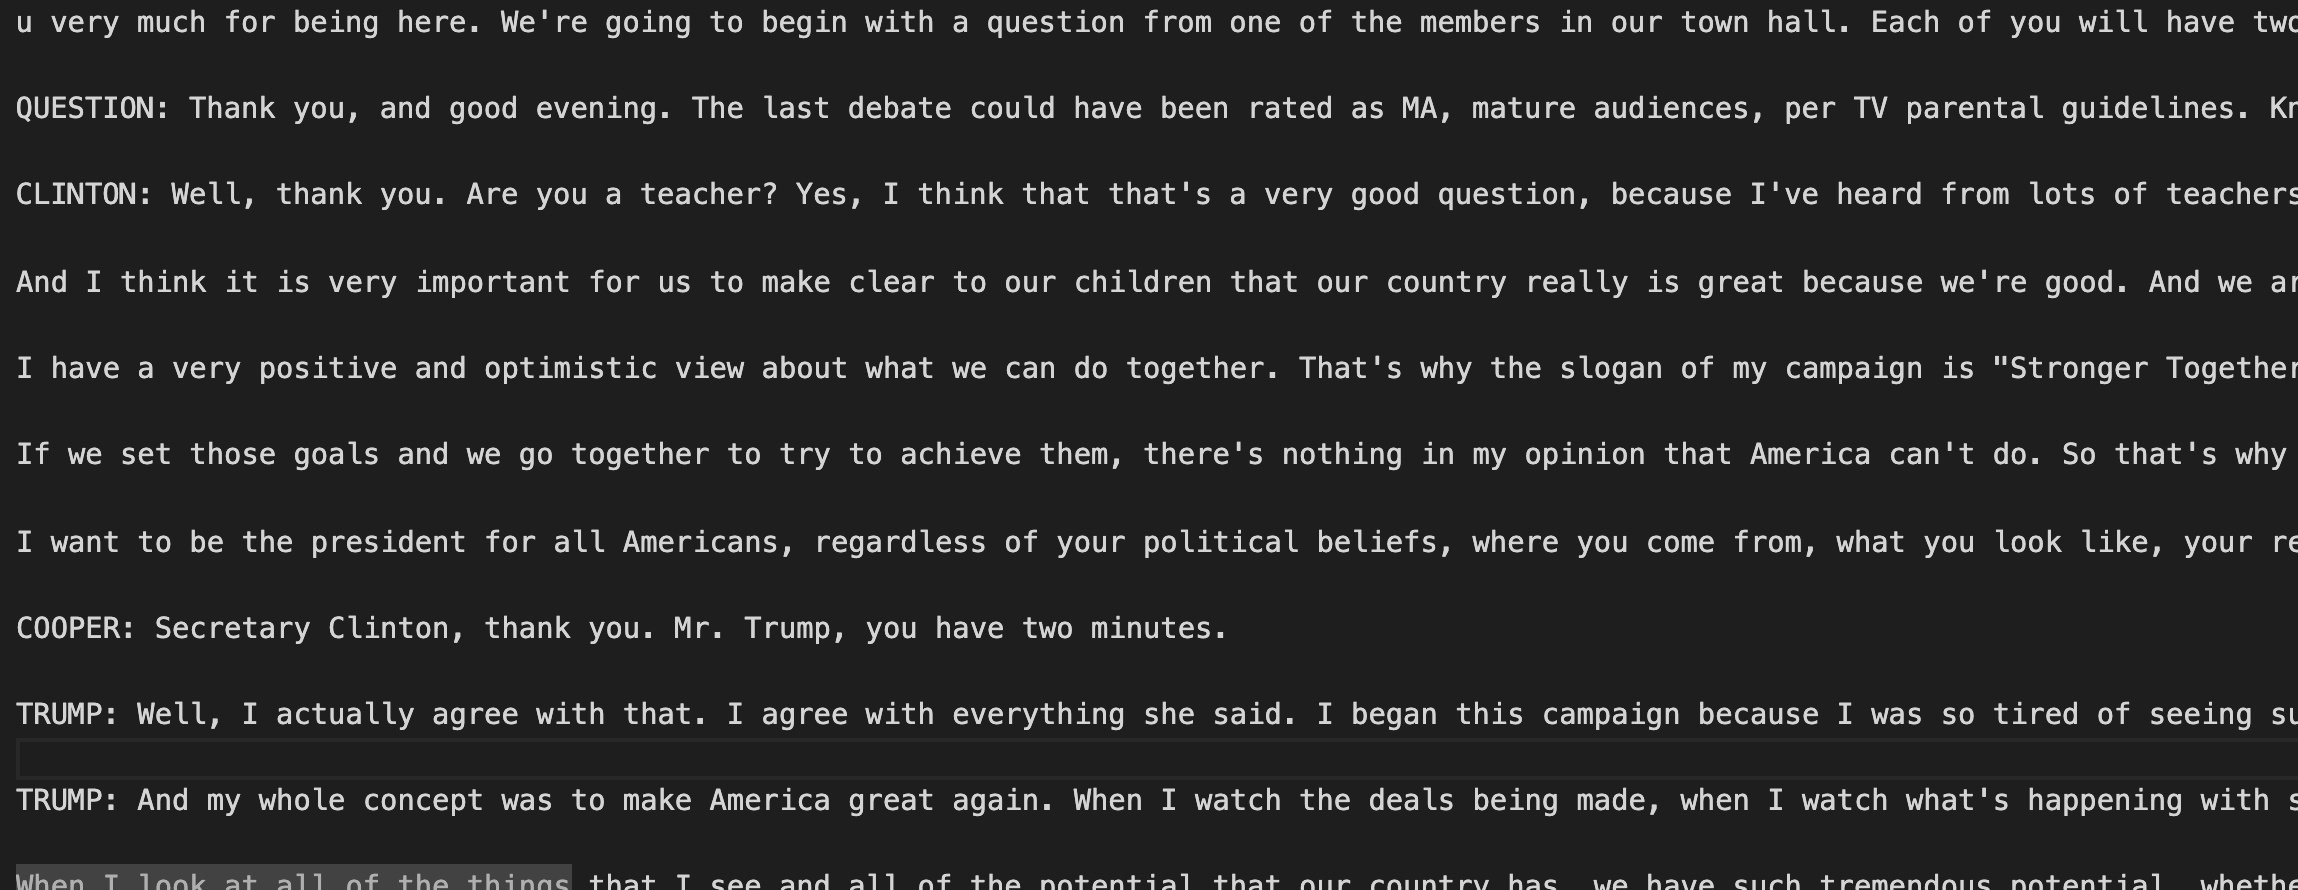 u very much for being here. We're going to begin with a question from one of the members in our town hall. Each of you will have two
QUESTION: Thank you, and good evening. The last debate could have been rated as MA, mature audiences, per TV parental guidelines. Kn
CLINTON: Well, thank you. Are you a teacher? Yes, I think that that's a very good question, because I've heard from lots of teachers
And I think it is very important for us to make clear to our children that our country really is great because we're good. And we ar
I have a very positive and optimistic view about what we can do together. That's why the slogan of my campaign is "Stronger Together
If we set those goals and we go together to try to achieve them, there's nothing in my opinion that America can't do. So that's why
I want to be the president for all Americans, regardless of your political beliefs, where you come from, what you look like, your re
COOPER: Secretary Clinton, thank you. Mr. Trump, you have two minutes.
TRUMP: Well, I actually agree with that. I agree with everything she said. I began this campaign because I was so tired of seeing su
TRUMP: And my whole concept was to make America great again. When I watch the deals being made, when I watch what's happening with s
When I look at all of the things that I see and all of the potential that our country has, we have such tremendous potential, whethe